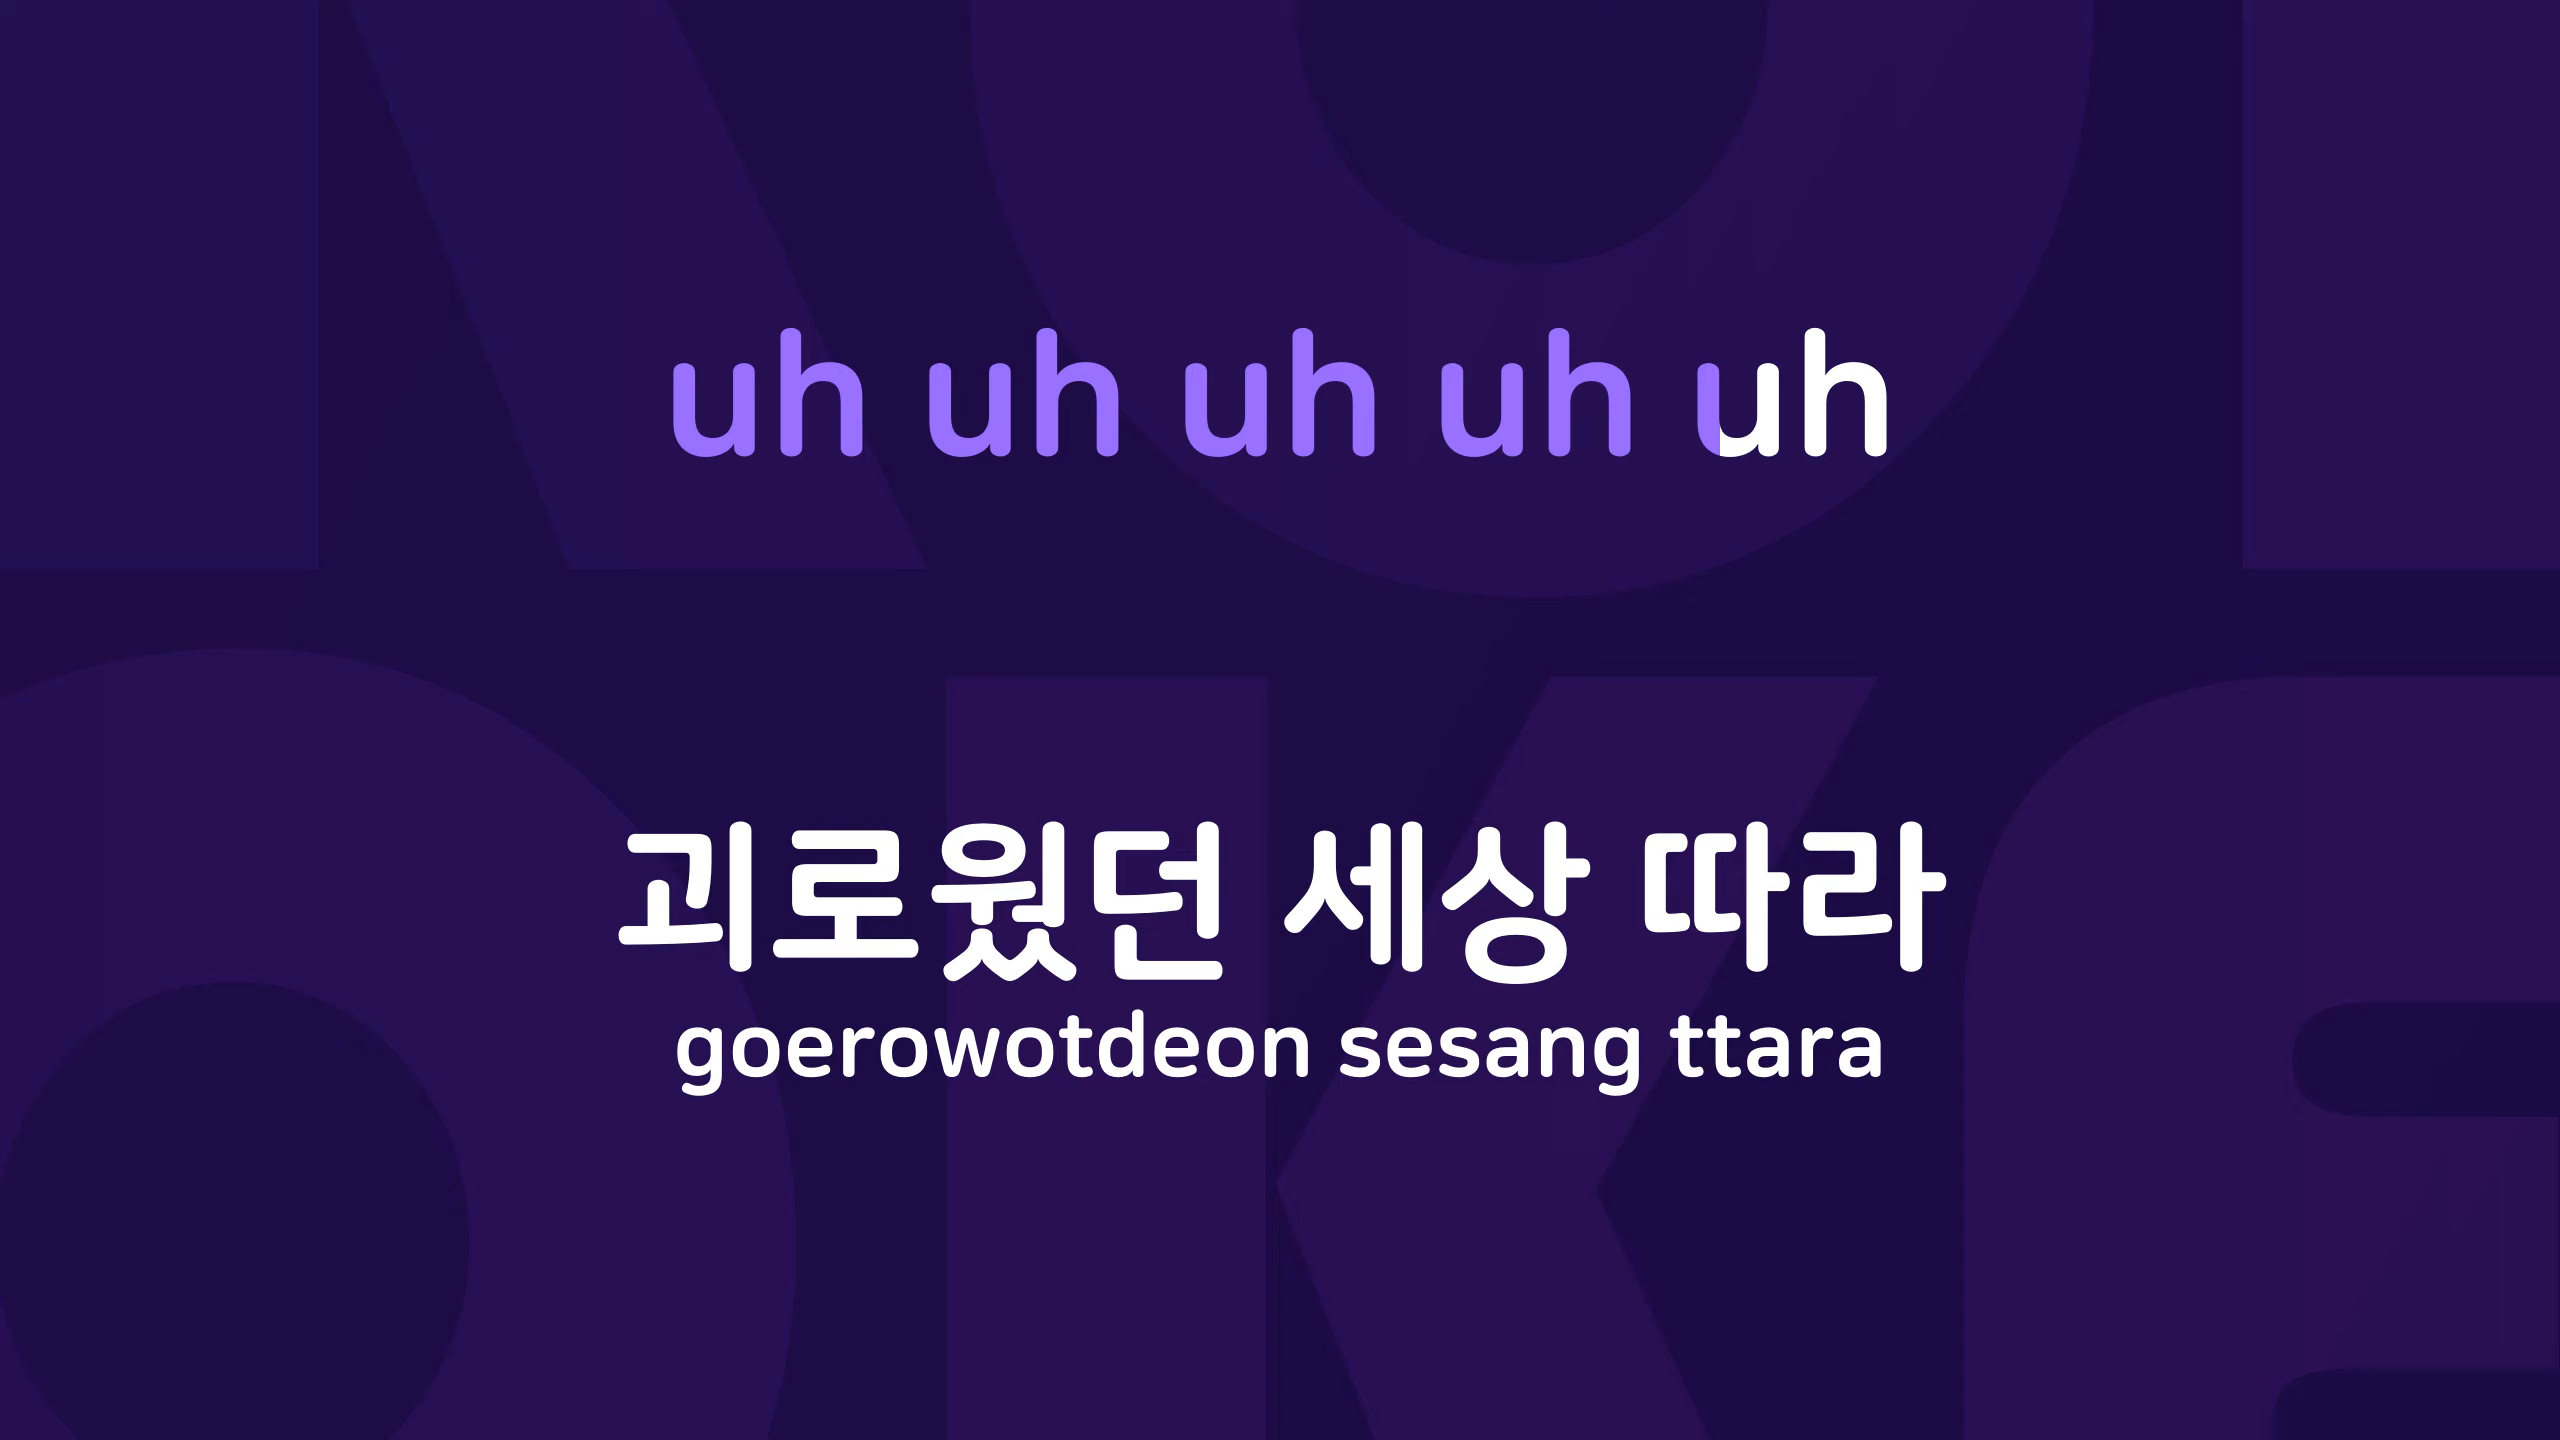 uh uh uh uh uh
괴로웠던 세상 따라
goerowotdeon sesang ttara